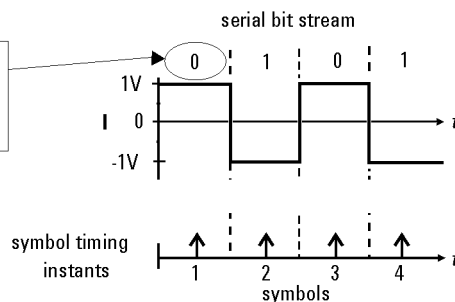 serial bit stream
0 1 0 1
1V
I 0
t
-1V
symbol timing
instants
t
1 2 3 4
symbols